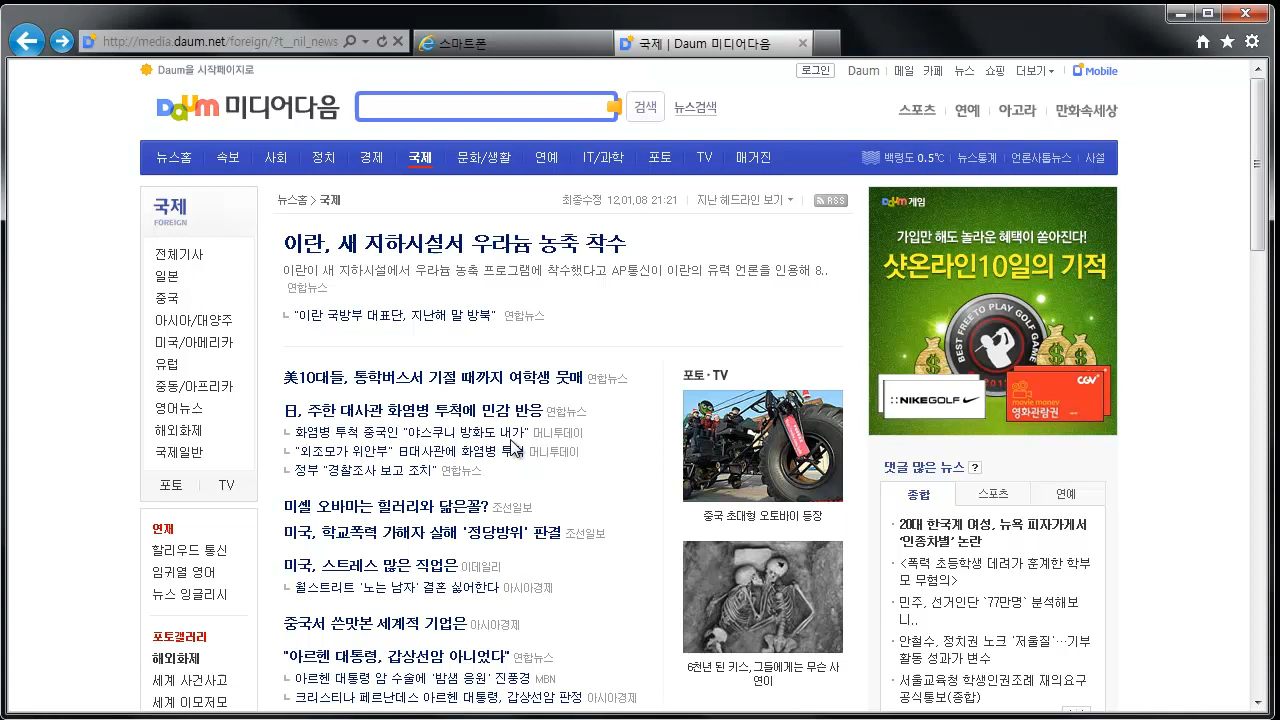 http://media.daum.net/foreign/?t__nil_news
스마트폰
국제 | Daum 미디어다음
Daum을 시작페이지로
로그인 Daum 메일 카페 뉴스 쇼핑 더보기 Mobile
Daum 미디어다음
검색 뉴스검색
스포츠 연예 아고라 만화속세상
뉴스홈 속보 사회 정치 경제 국제 문화/생활 연예 IT/과학 포토 TV 매거진
백령도 0.5℃ 뉴스통계 언론사톱뉴스 사설
국제
FOREIGN
전체기사
일본
중국
아시아/대양주
미국/아메리카
유럽
중동/아프리카
영어뉴스
해외화제
국제일반
포토 TV
연재
할리우드 통신
임귀열 영어
뉴스 잉글리시
포토갤러리
해외화제
세계 사건사고
세계 이모저모
뉴스홈 > 국제
최종수정 12.01.08 21:21 지난 헤드라인 보기 RSS
이란, 새 지하시설서 우라늄 농축 착수
이란이 새 지하시설에서 우라늄 농축 프로그램에 착수했다고 AP통신이 이란의 유력 언론을 인용해 8..
연합뉴스
"이란 국방부 대표단, 지난해 말 방북" 연합뉴스
美10대들, 통학버스서 기절 때까지 여학생 뭇매 연합뉴스
日, 주한 대사관 화염병 투척에 민감 반응 연합뉴스
화염병 투척 중국인 "야스쿠니 방화도 내가" 머니투데이
"외조모가 위안부" 日대사관에 화염병 머니투데이
정부 "경찰조사 보고 조치" 연합뉴스
미셸 오바마는 힐러리와 닮은꼴? 조선일보
미국, 학교폭력 가해자 살해 '정당방위' 판결 조선일보
미국, 스트레스 많은 직업은 이데일리
월스트리트 '노는 남자' 결혼 싫어한다 아시아경제
중국서 쓴맛본 세계적 기업은 아시아경제
"아르헨 대통령, 갑상선암 아니었다" 연합뉴스
아르헨 대통령 암 수술에 '밤샘 응원' 진풍경 MBN
크리스티나 페르난데스 아르헨 대통령, 갑상선암 판정 아시아경제
포토·TV
중국 초대형 오토바이 등장
6천년 된 키스, 그들에게는 무슨 사
연이
Daum 게임
가입만 해도 놀라운 혜택이 쏟아진다!
샷온라인10일의 기적
BEST FREE TO PLAY GOLF GAME
NIKEGOLF
CGV
movie money
영화관람권
댓글 많은 뉴스 ?
종합 스포츠 연예
20대 한국계 여성, 뉴욕 피자가게서
'인종차별' 논란
<폭력 초등학생 데려가 훈계한 학부
모 무혐의>
민주, 선거인단 `77만명` 분석해보
니..
안철수, 정치권 노크 '저울질'…기부
활동 성과가 변수
서울교육청 학생인권조례 재의요구
공식통보(종합)